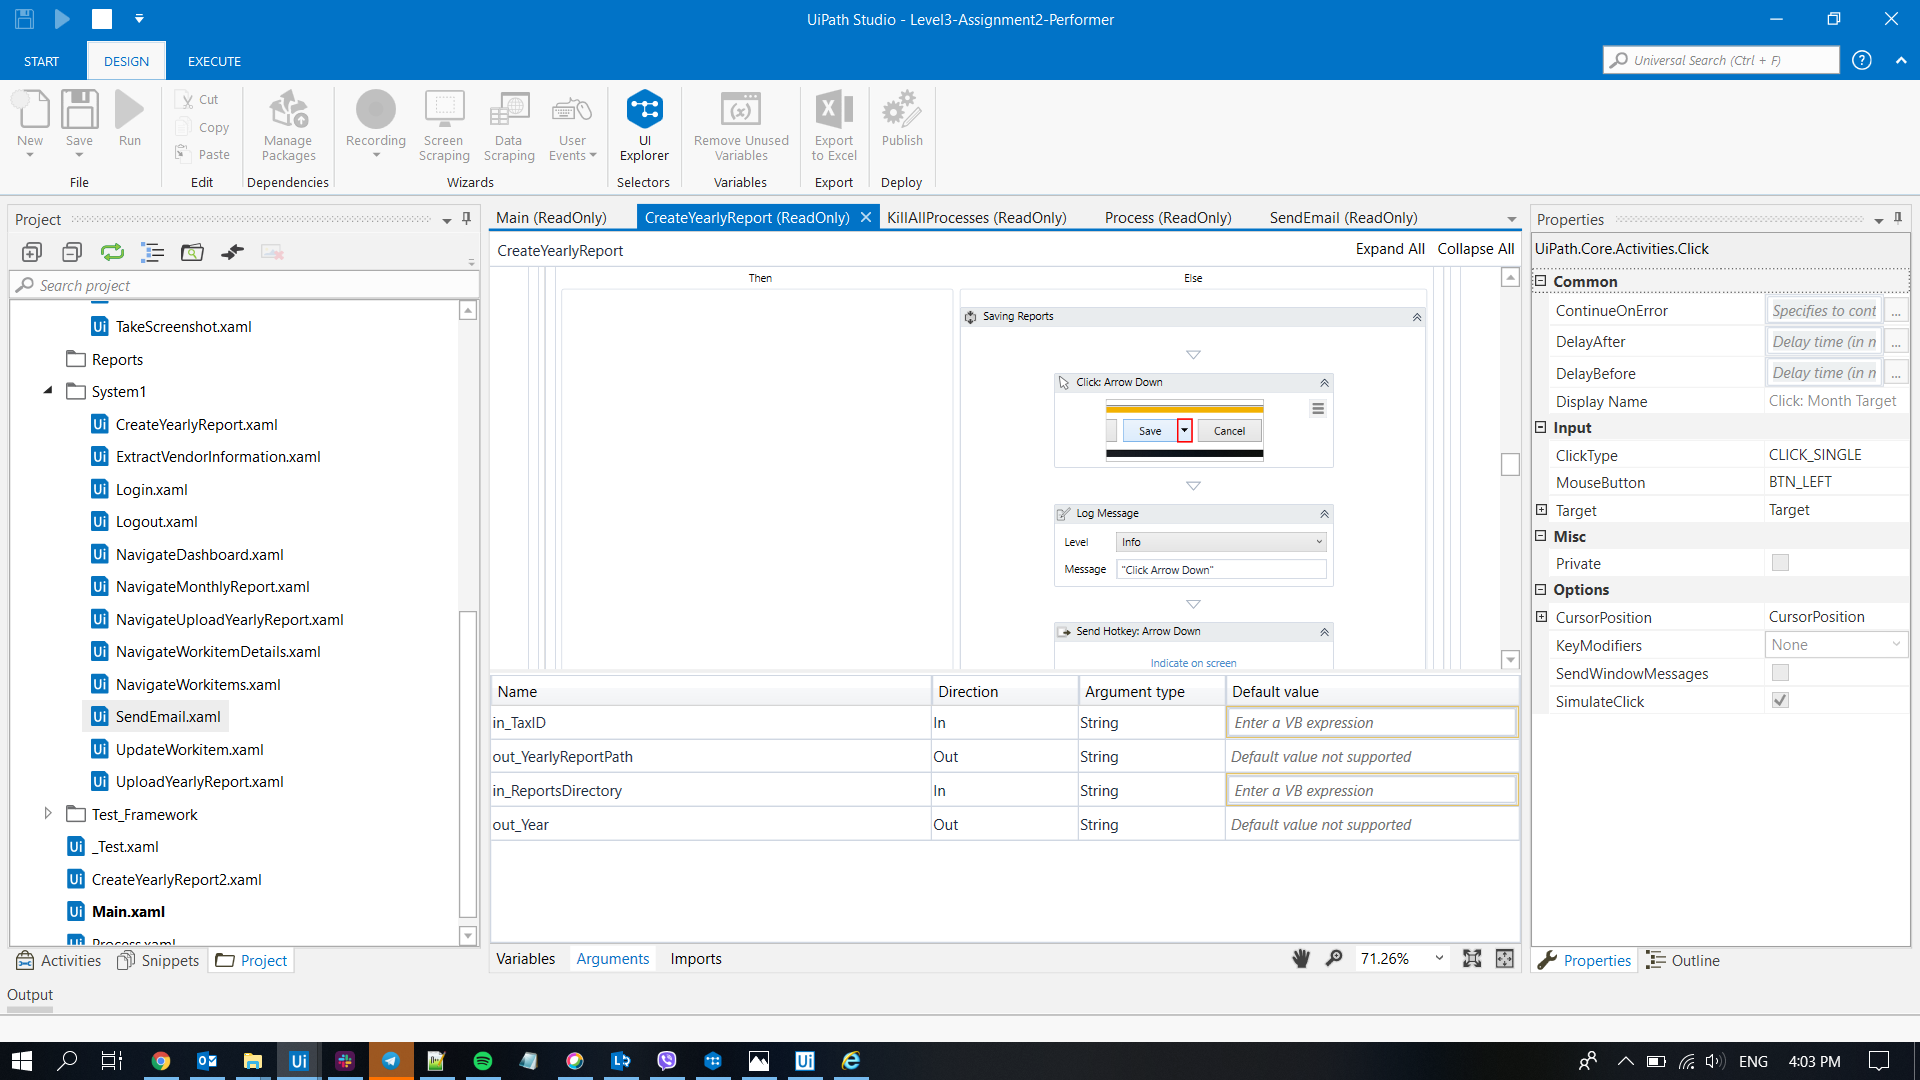 UiPath Studio - Level3-Assignment2-Performer
START
DESIGN
EXECUTE
Universal Search (Ctrl + F)
?
New
Save
Run
File
Cut
Copy
Paste
Edit
Manage
Packages
Dependencies
Recording
Screen
Scraping
Data
Scraping
User
Events
Wizards
UI
Explorer
Selectors
Remove Unused
Variables
Variables
Export
to Excel
Export
Publish
Deploy
Project
Search project
TakeScreenshot.xaml
Reports
System1
CreateYearlyReport.xaml
ExtractVendorInformation.xaml
Login.xaml
Logout.xaml
NavigateDashboard.xaml
NavigateMonthlyReport.xaml
NavigateUploadYearlyReport.xaml
NavigateWorkitemDetails.xaml
NavigateWorkitems.xaml
SendEmail.xaml
UpdateWorkitem.xaml
UploadYearlyReport.xaml
Test_Framework
_Test.xaml
CreateYearlyReport2.xaml
Main.xaml
Process.xaml
Activities
Snippets
Project
Output
Main (ReadOnly)
CreateYearlyReport (ReadOnly)
KillAllProcesses (ReadOnly)
Process (ReadOnly)
SendEmail (ReadOnly)
CreateYearlyReport
Expand All
Collapse All
Then
Else
Saving Reports
Click: Arrow Down
Save
Cancel
Log Message
Level
Info
Message
"Click Arrow Down"
Send Hotkey: Arrow Down
Indicate on screen
Name Direction Argument type Default value
in_TaxID In String Enter a VB expression
out_YearlyReportPath Out String Default value not supported
in_ReportsDirectory In String Enter a VB expression
out_Year Out String Default value not supported
Variables
Arguments
Imports
71.26%
Properties
UiPath.Core.Activities.Click
Common
ContinueOnError Specifies to cont ...
DelayAfter Delay time (in n ...
DelayBefore Delay time (in n ...
Display Name Click: Month Target
Input
ClickType CLICK_SINGLE
MouseButton BTN_LEFT
Target Target
Misc
Private
Options
CursorPosition CursorPosition
KeyModifiers None
SendWindowMessages
SimulateClick
Properties
Outline
ENG
4:03 PM